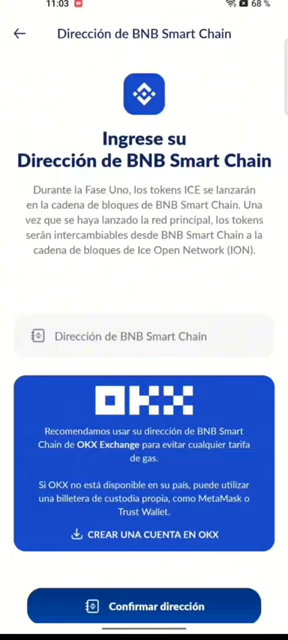 11:03
68 %
Dirección de BNB Smart Chain
Ingrese su
Dirección de BNB Smart Chain
Durante la Fase Uno, los tokens ICE se lanzarán
en la cadena de bloques de BNB Smart Chain. Una
vez que se haya lanzado la red principal, los tokens
serán intercambiables desde BNB Smart Chain a la
cadena de bloques de Ice Open Network (ION).
Dirección de BNB Smart Chain
OKX
Recomendamos usar su dirección de BNB Smart
Chain de OKX Exchange para evitar cualquier tarifa
de gas.
Si OKX no está disponible en su país, puede utilizar
una billetera de custodia propia, como MetaMask o
Trust Wallet.
CREAR UNA CUENTA EN OKX
Confirmar dirección